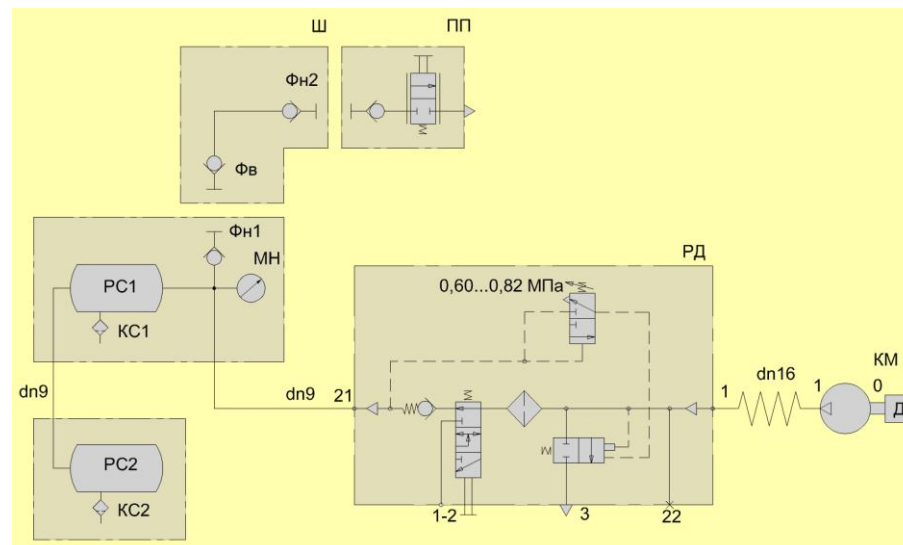 Ш
ПП
Фн2
Фв
Фн1
МН
РС1
КС1
РД
0,60...0,82 МПа
КМ
dn9
dn9
21
1
dn16
1
0
Д
РС2
КС2
1-2
3
22